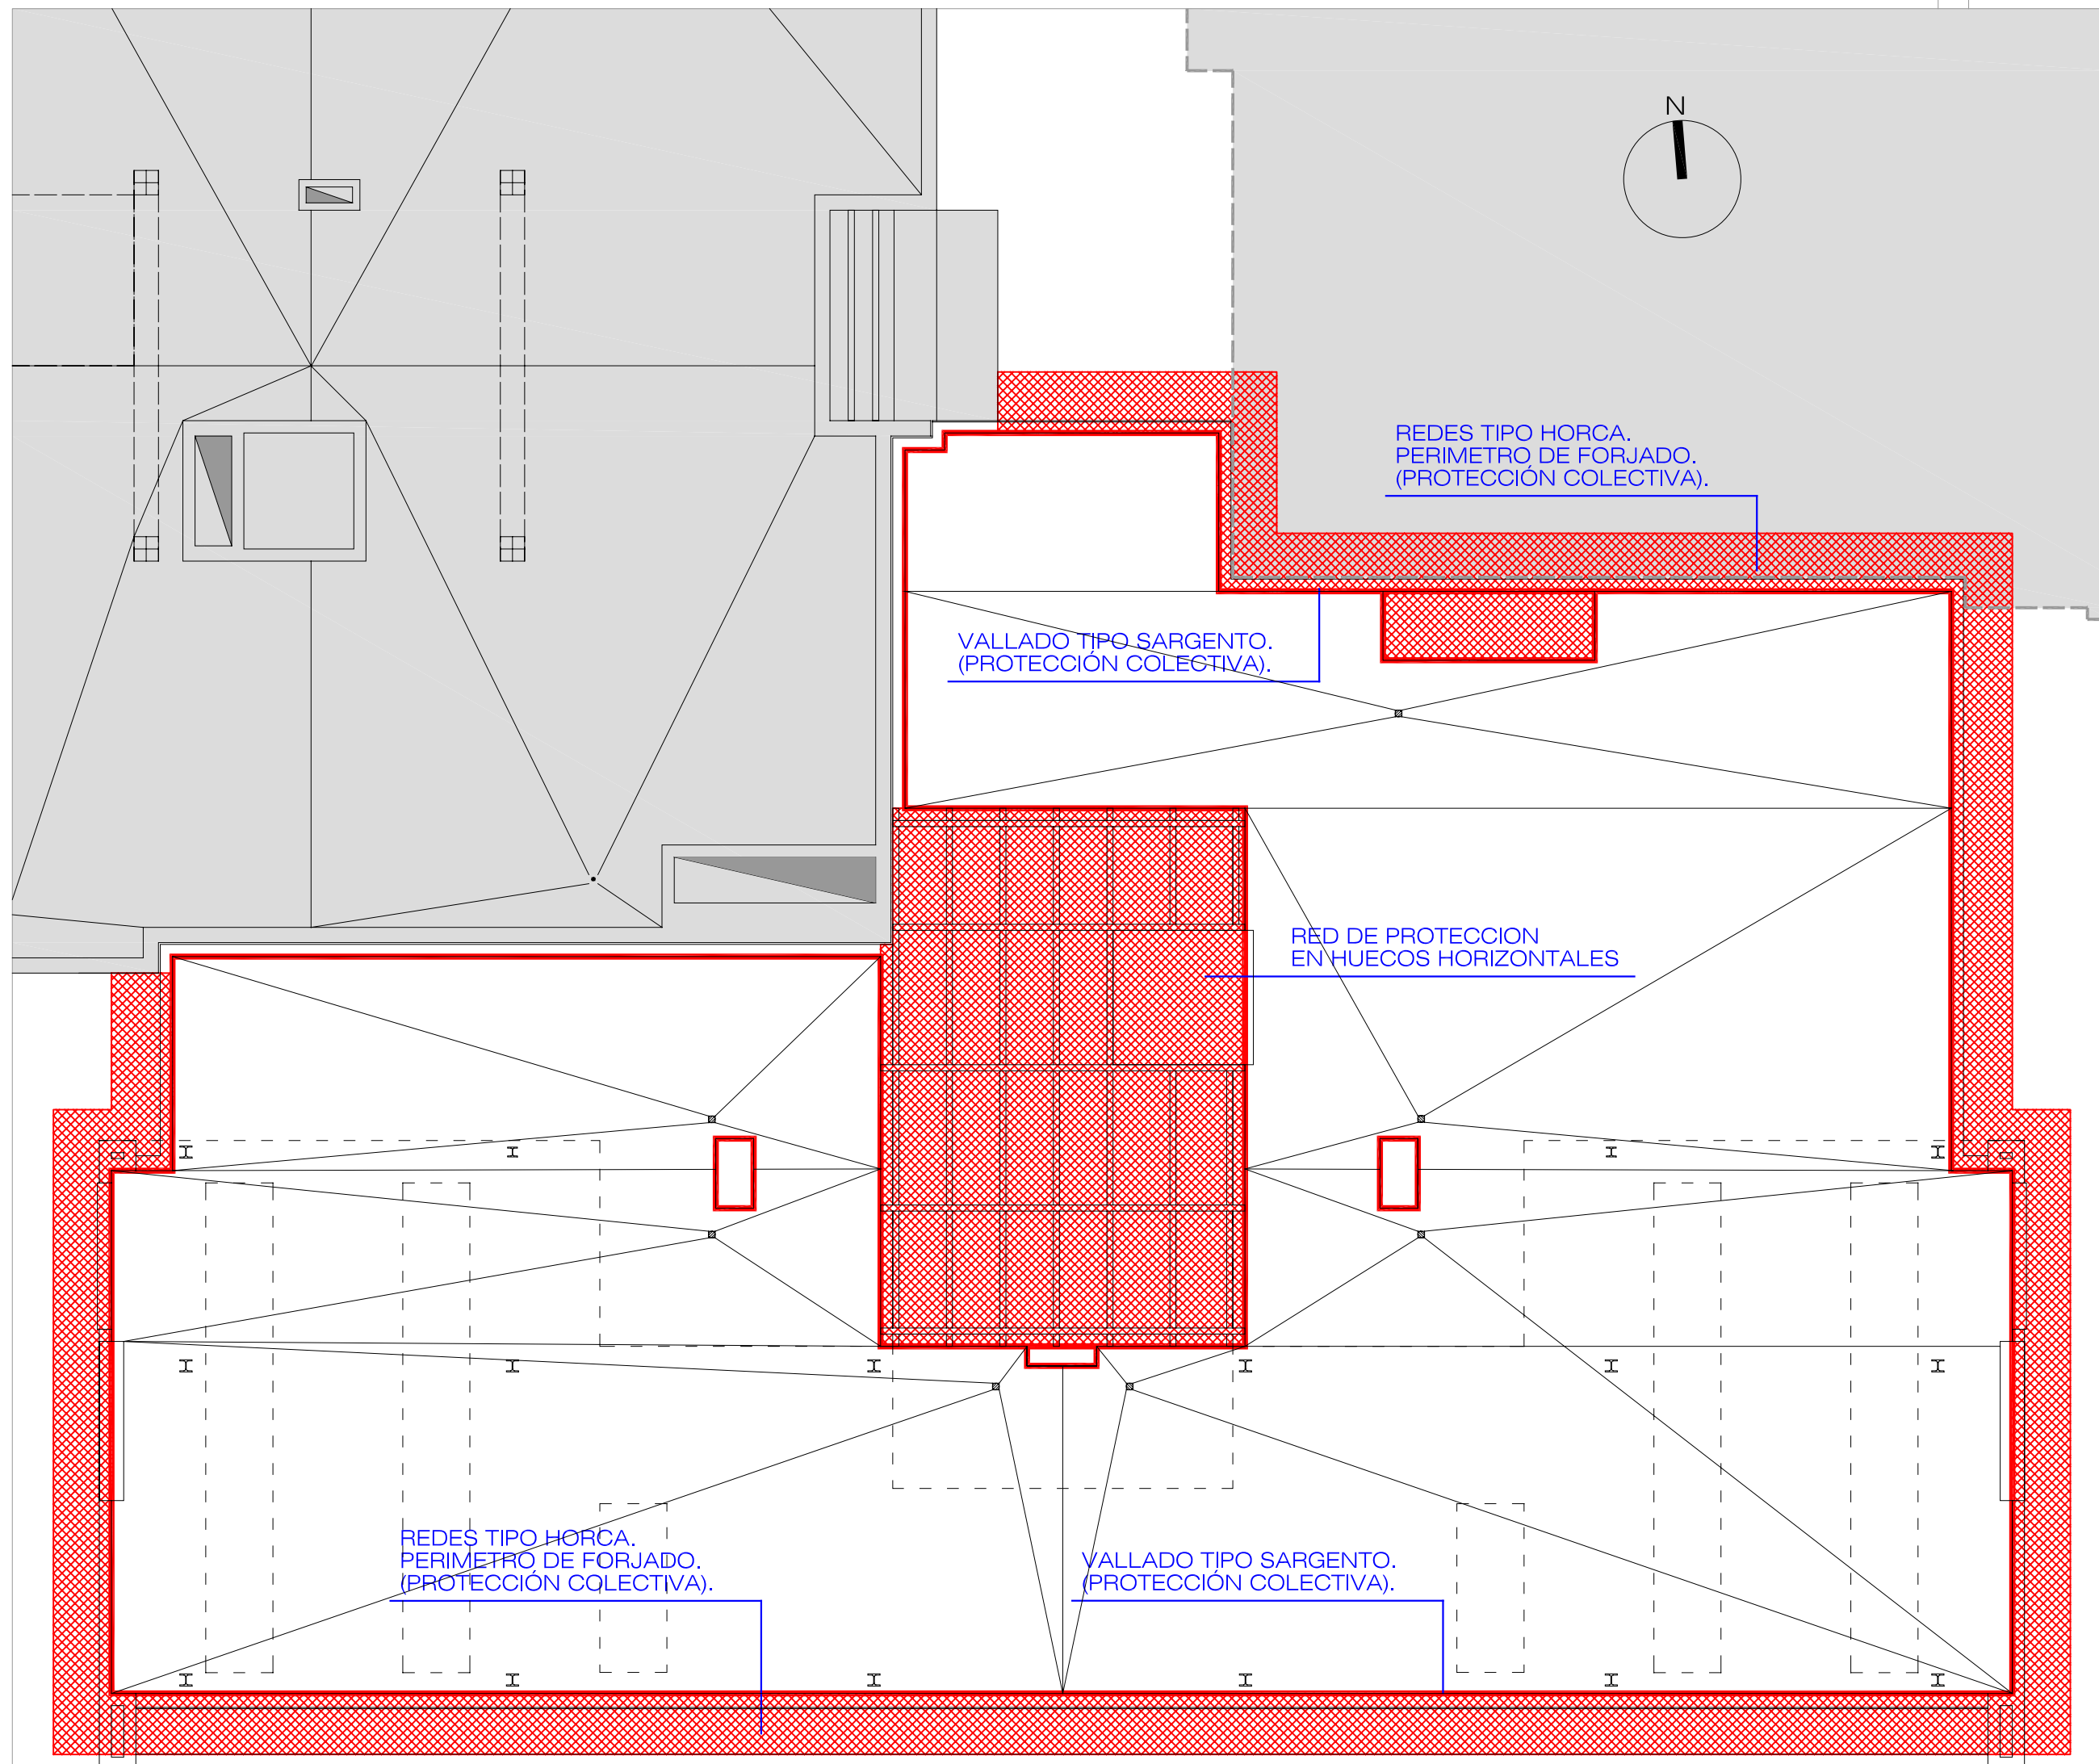 N
REDES TIPO HORCA.
PERIMETRO DE FORJADO.
(PROTECCIÓN COLECTIVA).
VALLADO TIPO SARGENTO.
(PROTECCIÓN COLECTIVA).
RED DE PROTECCION
EN HUECOS HORIZONTALES
REDES TIPO HORCA.
PERIMETRO DE FORJADO.
(PROTECCIÓN COLECTIVA).
VALLADO TIPO SARGENTO.
(PROTECCIÓN COLECTIVA).